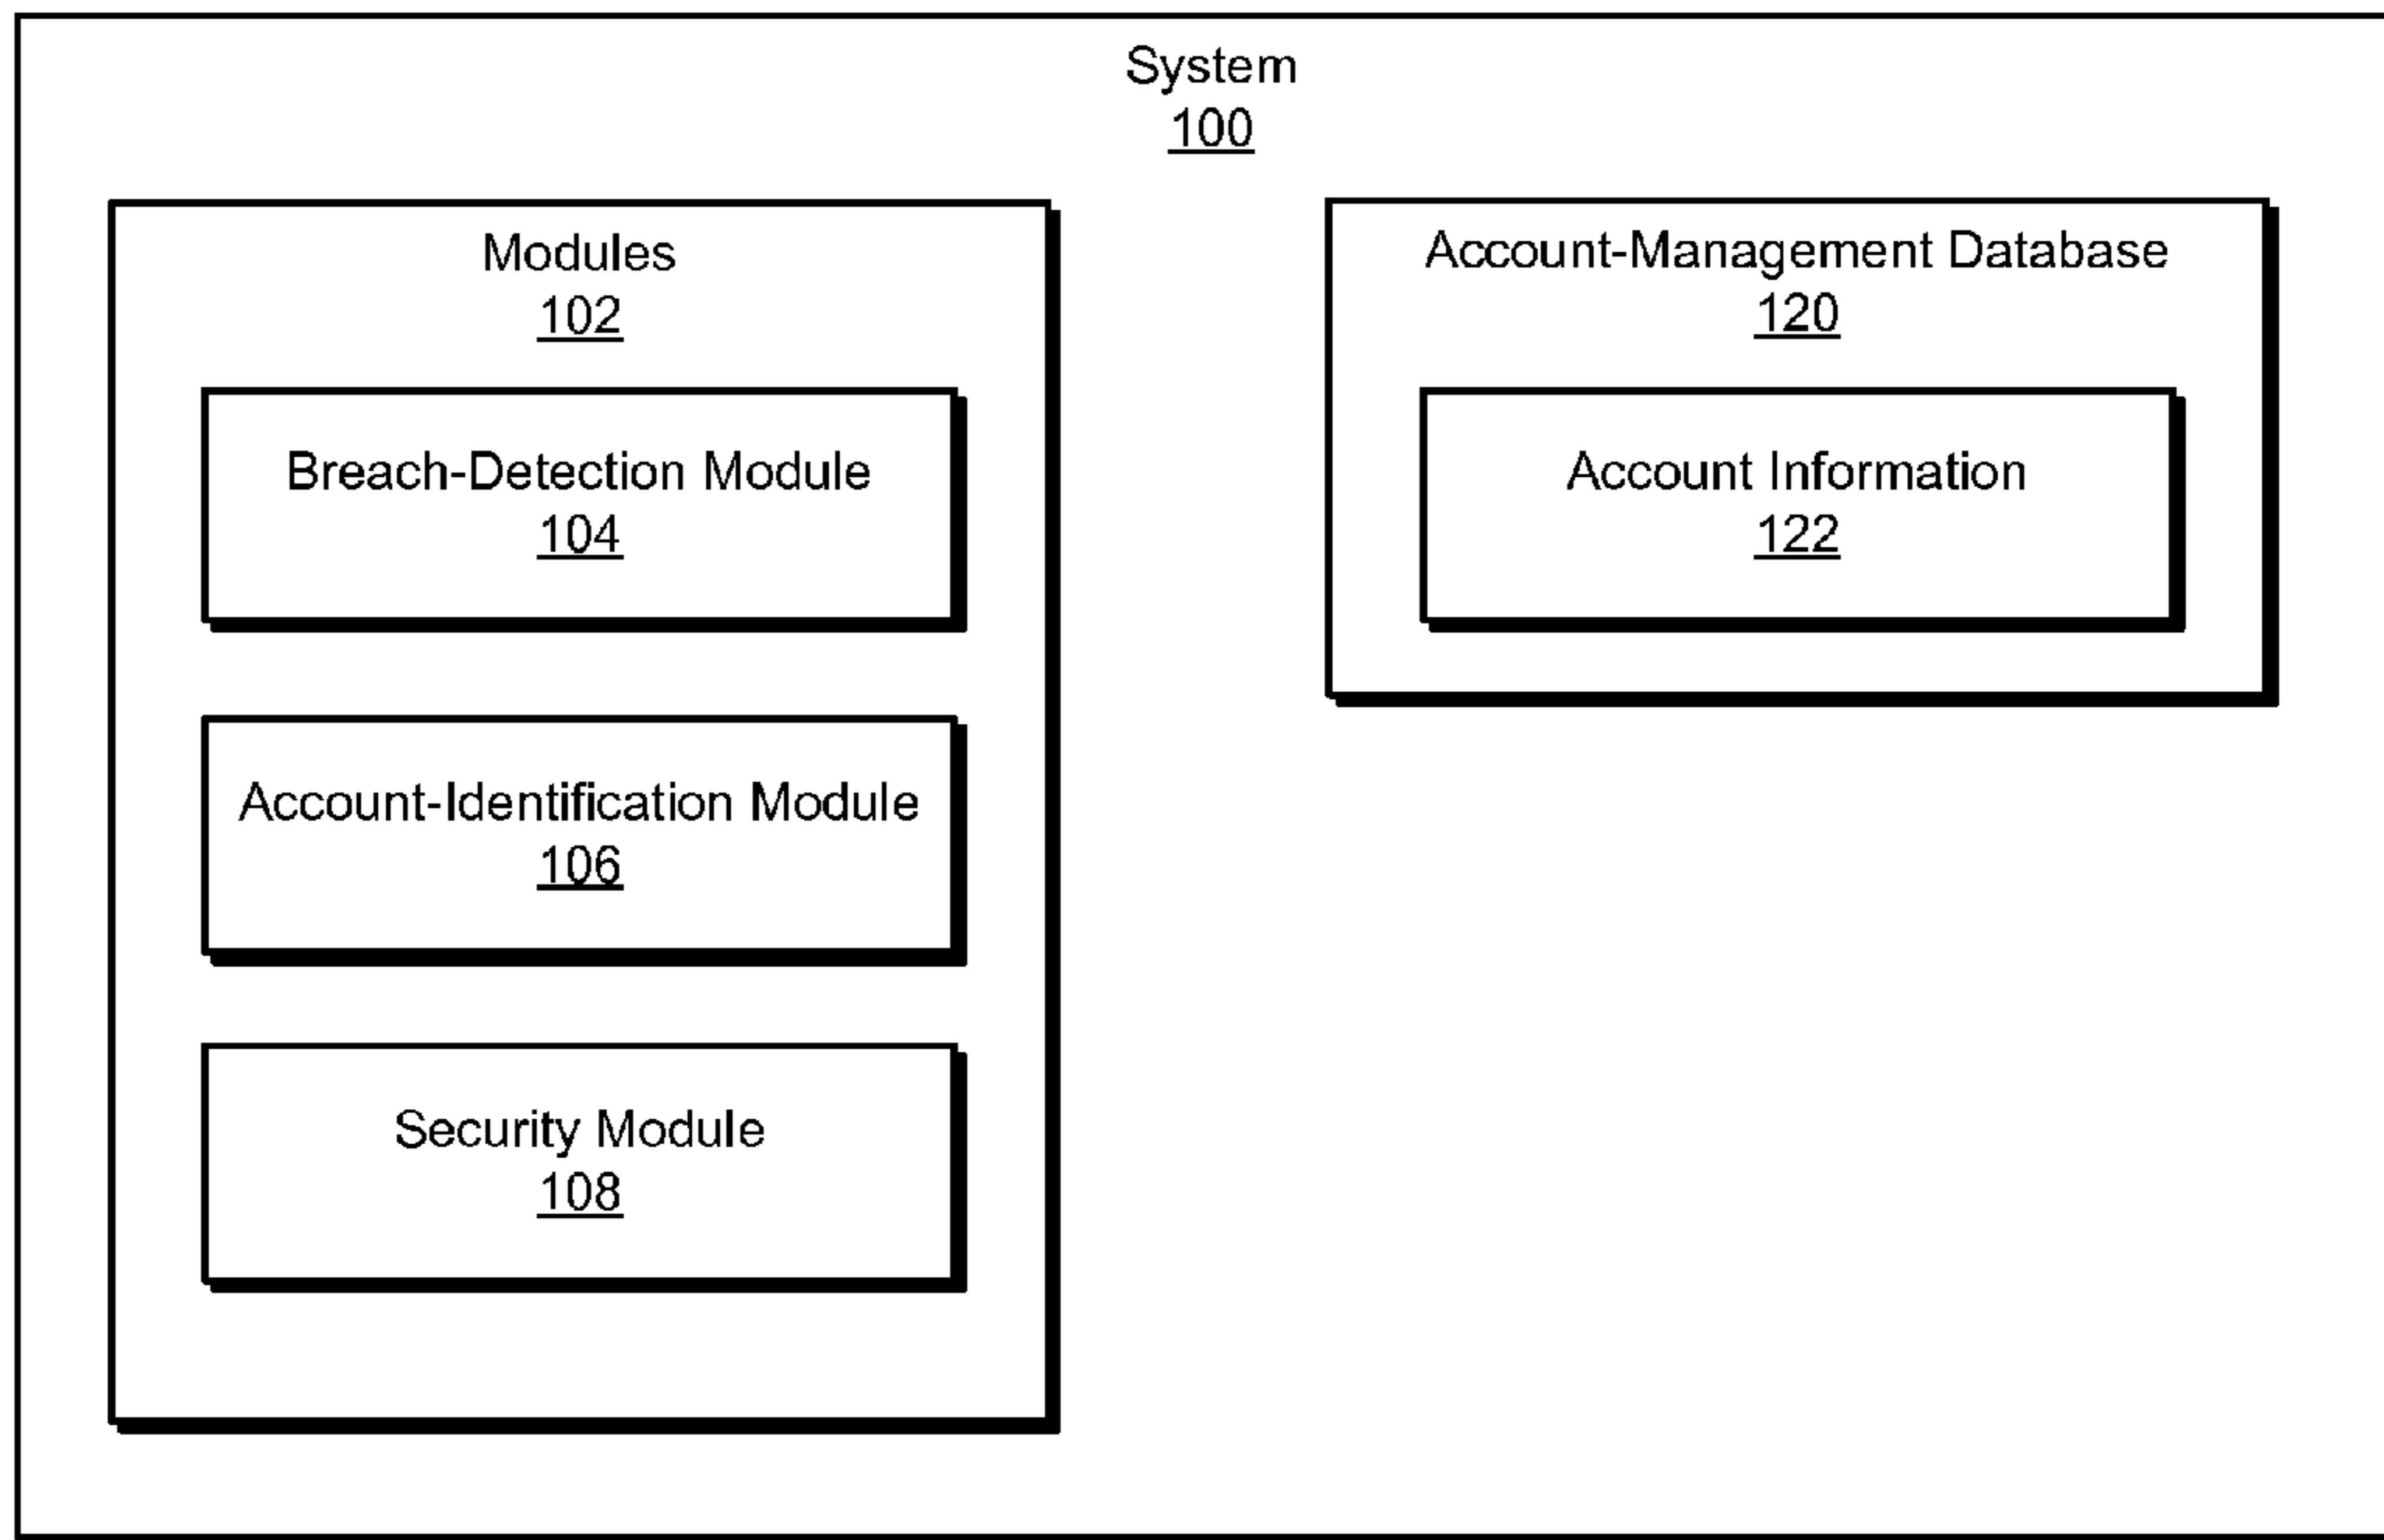 System
100
Modules
102
Breach-Detection Module
104
Account-Identification Module
106
Security Module
108
Account-Management Database
120
Account Information
122